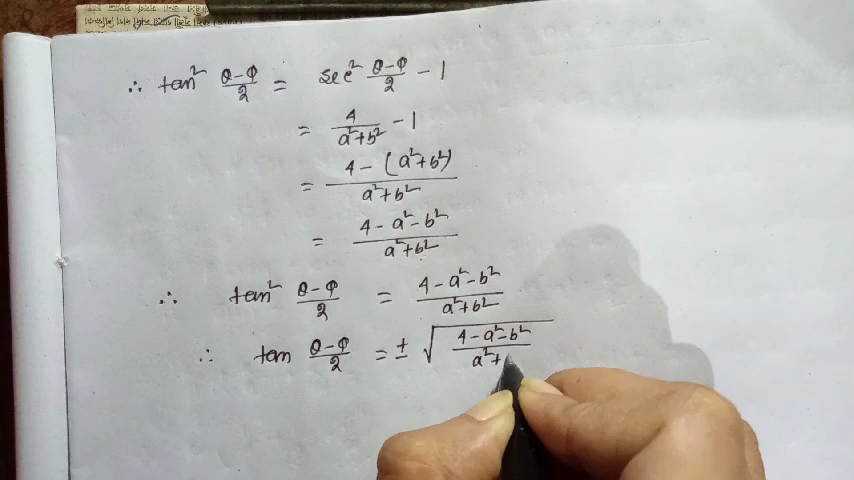 ∴ tan² (θ-φ)/2 = sec² (θ-φ)/2 - 1
= 4/(a²+b²) - 1
= (4-(a²+b²))/(a²+b²)
= (4-a²-b²)/(a²+b²)
∴ tan² (θ-φ)/2 = (4-a²-b²)/(a²+b²)
∴ tan (θ-φ)/2 = ± √((4-a²-b²)/(a²+